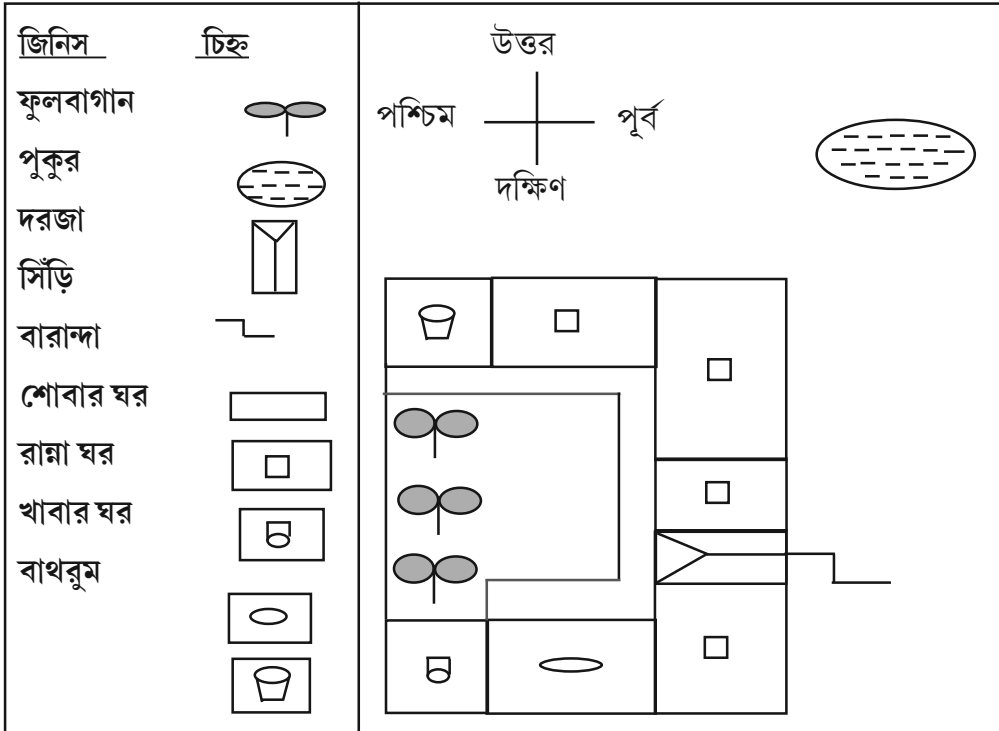 জিনিস চিহ্ন
ফুলবাগান
পুকুর
দরজা
সিঁড়ি
বারান্দা
শোবার ঘর
রান্না ঘর
খাবার ঘর
বাথরুম
উত্তর
পশ্চিম পূর্ব
দক্ষিণ